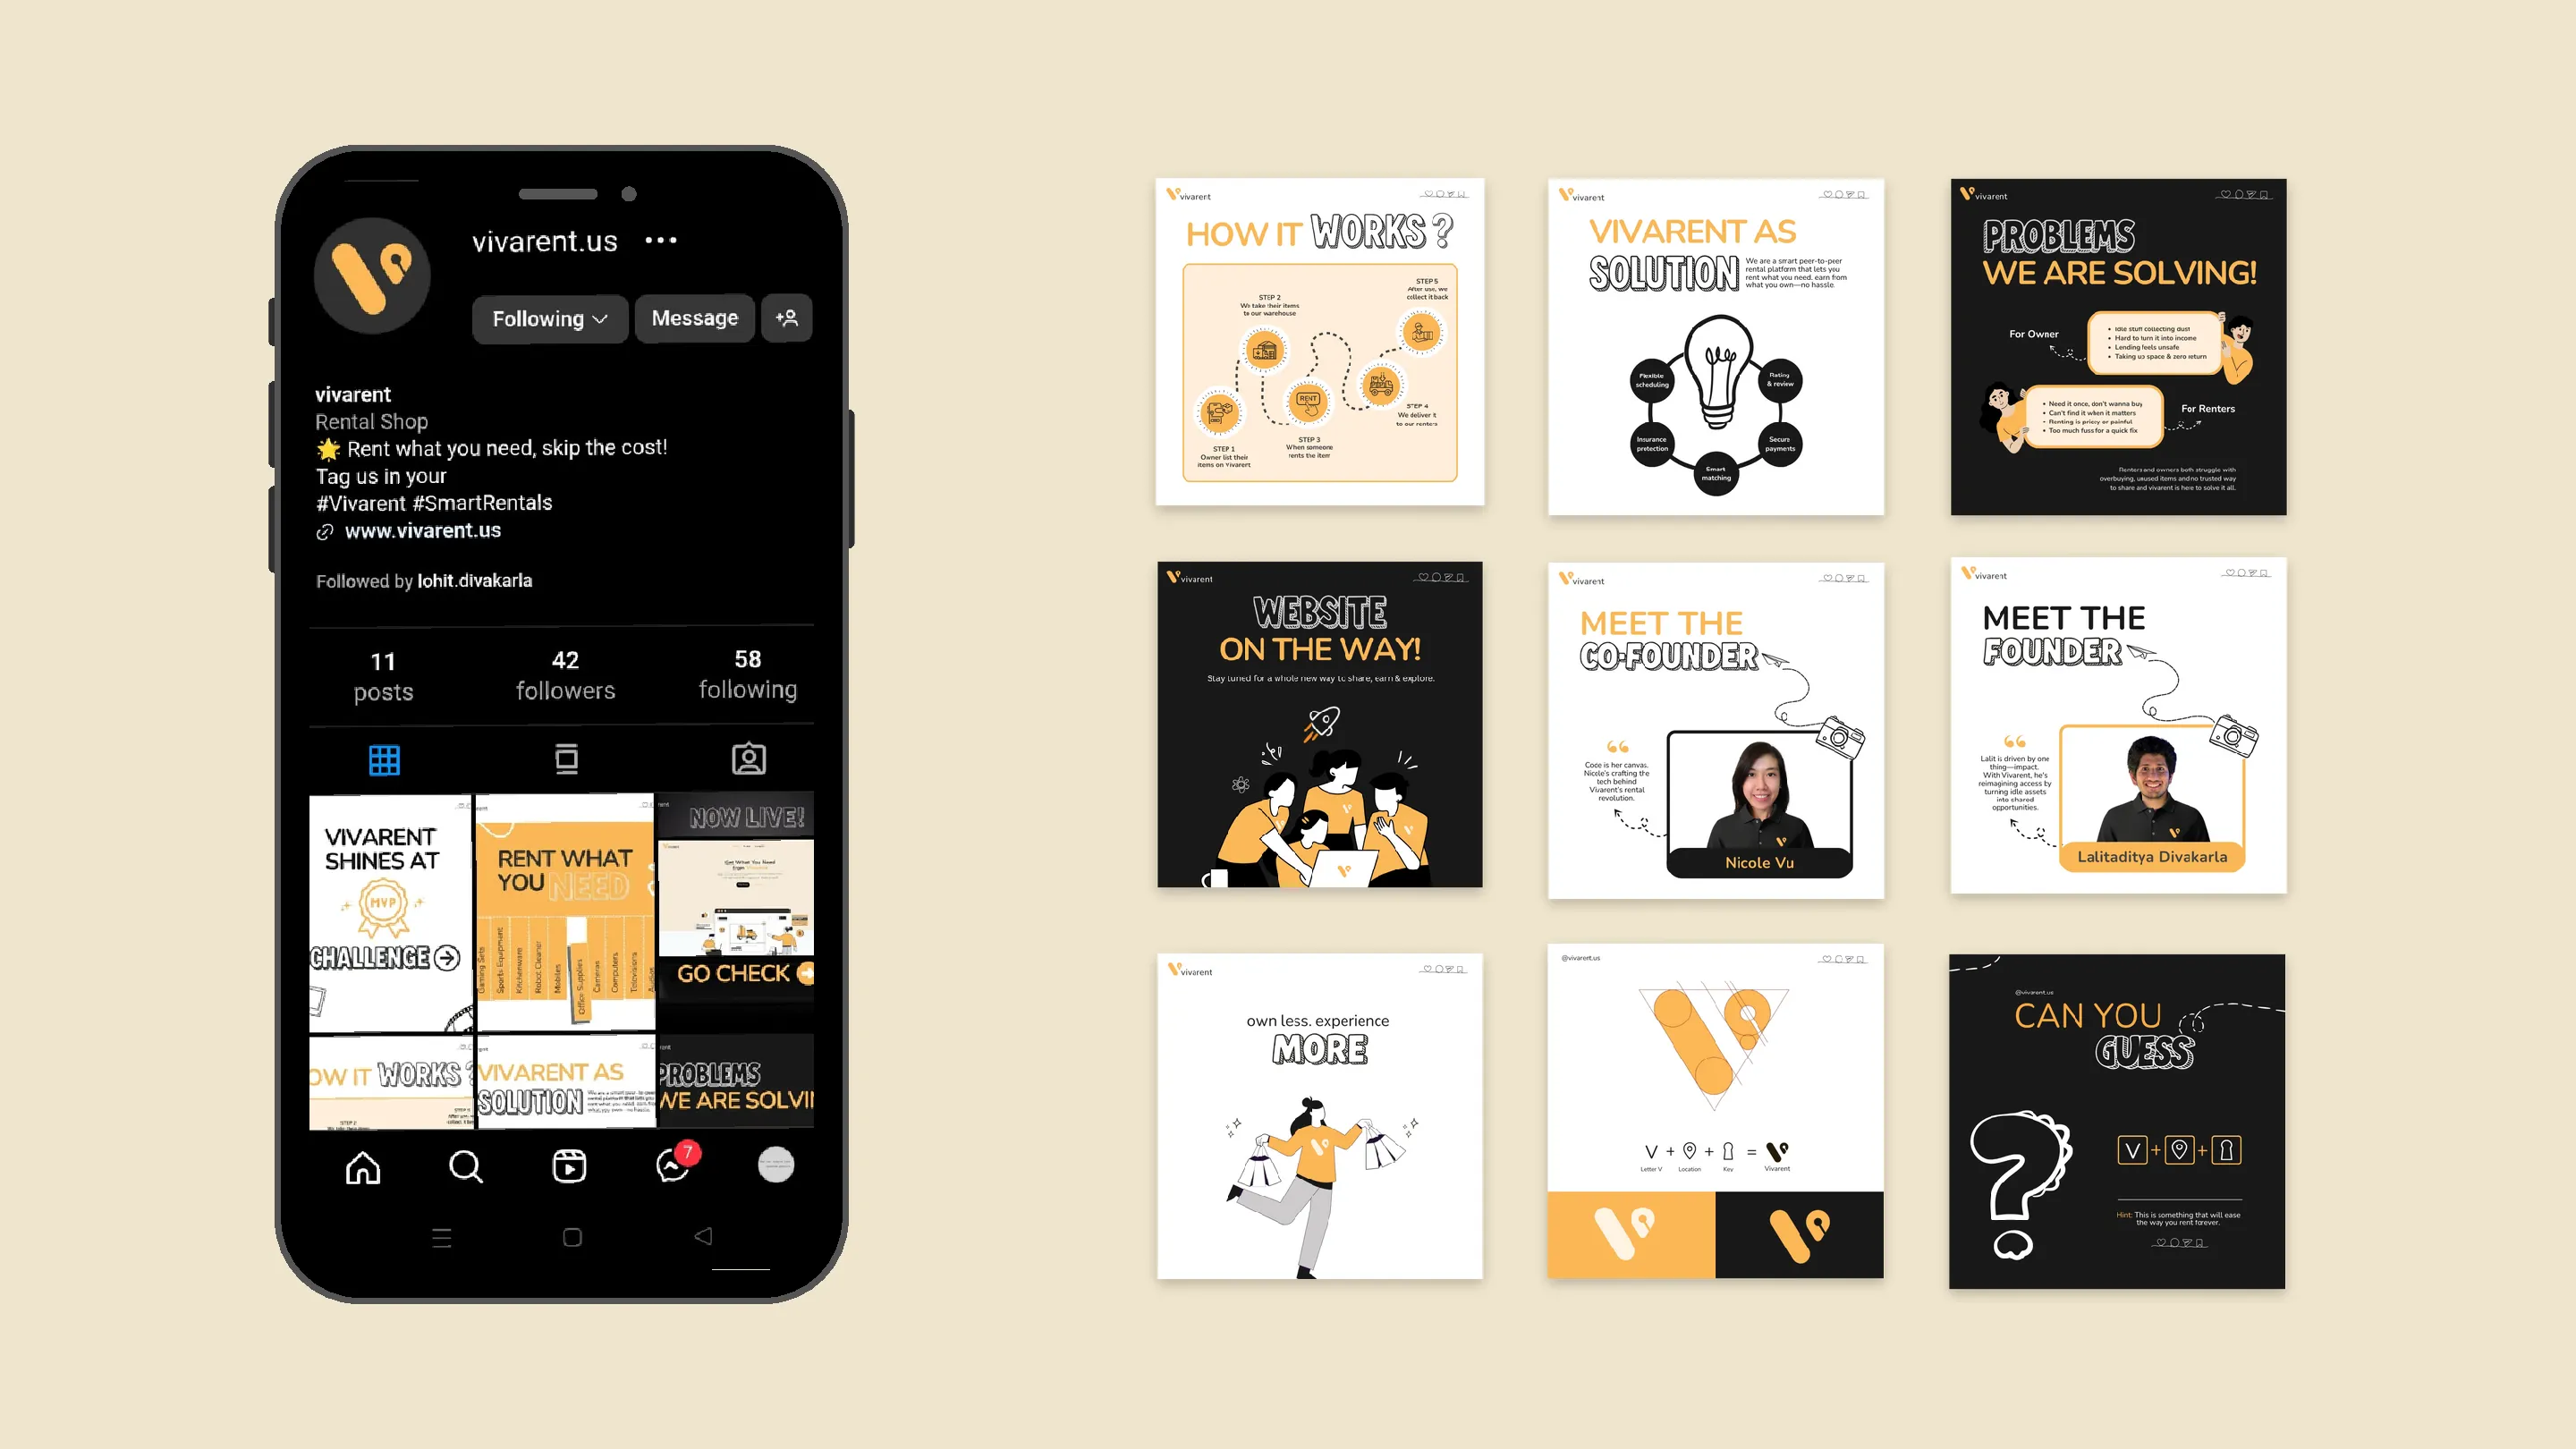 vivarent.us
Following
Message
vivarent
Rental Shop
🌟 Rent what you need, skip the cost!
Tag us in your
#Vivarent #SmartRentals
www.vivarent.us
Followed by lohit.divakarla
11
posts
42
followers
58
following
VIVARENT
SHINES AT
MVP
CHALLENGE
RENT WHAT
YOU NEED
Gaming Sets
Sports Equipment
Kitchenware
Robot Cleaner
Mobiles
Office Supplies
Cameras
Computers
Televisions
NOW LIVE!
GO CHECK
OW IT WORKS ?
VIVARENT AS
SOLUTION
PROBLEMS
WE ARE SOLVI
7
vivarent
HOW IT WORKS ?
STEP 1
Owner list their
items on Vivarent
STEP 2
We take their items
to our warehouse
STEP 3
When someone
rents the item
RENT
STEP 4
We deliver it
to our renters
STEP 5
After use, we
collect it back
vivarent
VIVARENT AS
SOLUTION
We are a smart peer-to-peer
rental platform that lets you
rent what you need, earn from
what you own—no hassle.
Flexible
scheduling
Rating
& review
Insurance
protection
Secure
payments
Smart
matching
vivarent
PROBLEMS
WE ARE SOLVING!
For Owner
• Idle stuff collecting dust
• Hard to turn it into income
• Lending feels unsafe
• Taking up space & zero return
For Renters
• Need it once, don't wanna buy
• Can't find it when it matters
• Renting is pricey or painful
• Too much fuss for a quick fix
Renters and owners both struggle with
overbuying, unused items and no trusted way
to share and vivarent is here to solve it all.
vivarent
WEBSITE
ON THE WAY!
Stay tuned for a whole new way to share, earn & explore.
vivarent
MEET THE
CO-FOUNDER
Code is her canvas.
Nicole's crafting the
tech behind
Vivarent's rental
revolution.
Nicole Vu
vivarent
MEET THE
FOUNDER
Lalit is driven by one
thing—impact.
With Vivarent, he's
reimagining access by
turning idle assets
into shared
opportunities.
Lalitaditya Divakarla
vivarent
own less. experience
MORE
@vivarent.us
V + + =
Letter V
Location
Key
Vivarent
@vivarent.us
CAN YOU
GUESS
?
V + +
Hint: This is something that will ease
the way you rent forever.